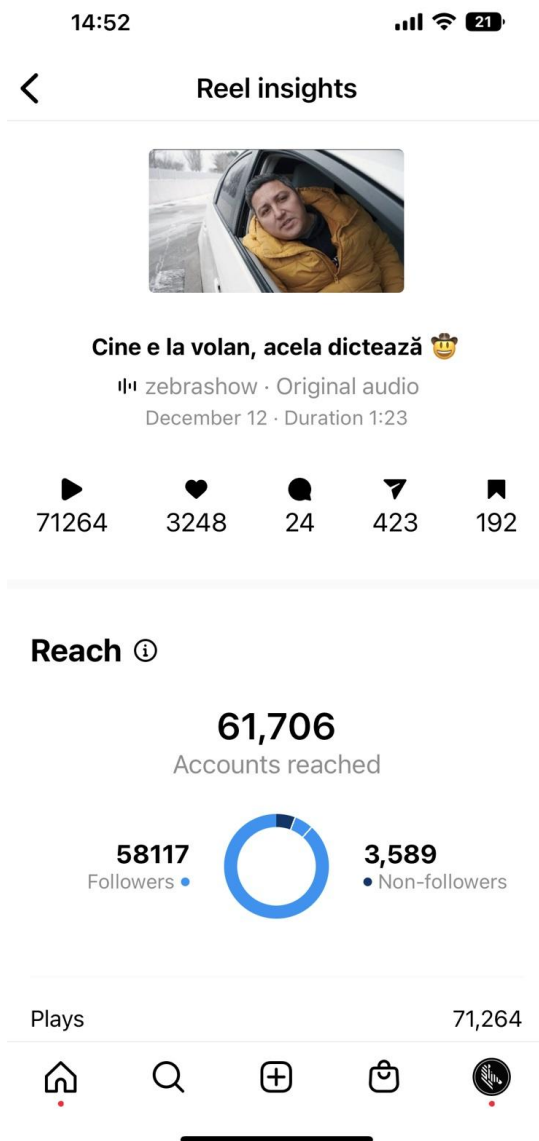 14:52
21
Reel insights
Cine e la volan, acela dictează 🤠
zebrashow · Original audio
December 12 · Duration 1:23
71264 3248 24 423 192
Reach
61,706
Accounts reached
58117 3,589
Followers Non-followers
Plays 71,264